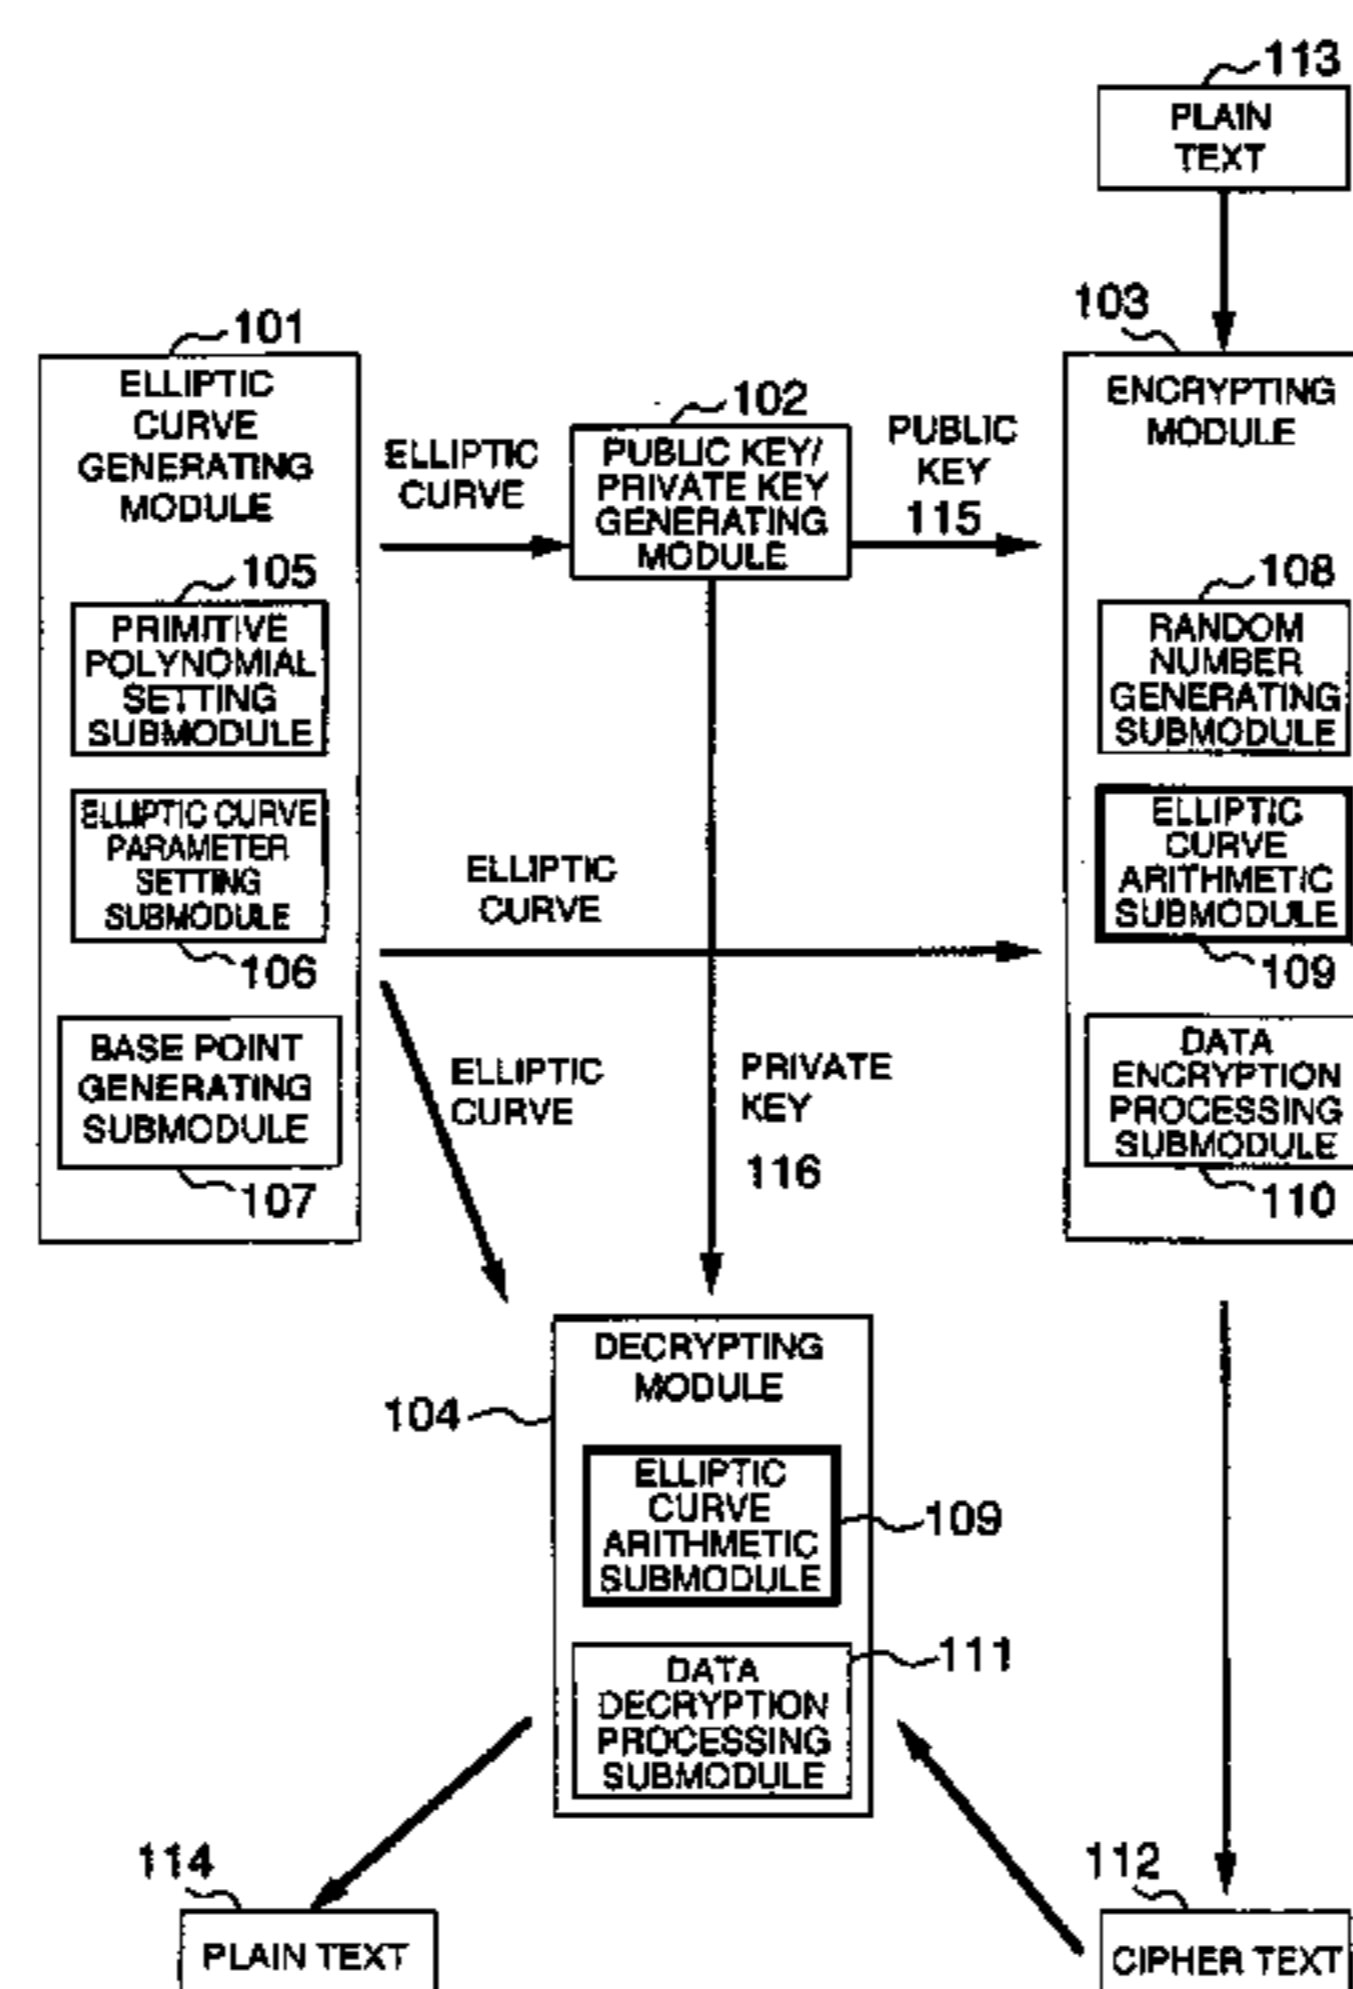 113
PLAIN
TEXT
101
ELLIPTIC
CURVE
GENERATING
MODULE
105
PRIMITIVE
POLYNOMIAL
SETTING
SUBMODULE
ELLIPTIC CURVE
PARAMETER
SETTING
SUBMODULE
106
BASE POINT
GENERATING
SUBMODULE
107
ELLIPTIC
CURVE
102
PUBLIC KEY/
PRIVATE KEY
GENERATING
MODULE
PUBLIC
KEY
115
103
ENCRYPTING
MODULE
108
RANDOM
NUMBER
GENERATING
SUBMODULE
ELLIPTIC
CURVE
ARITHMETIC
SUBMODULE
109
DATA
ENCRYPTION
PROCESSING
SUBMODULE
110
ELLIPTIC
CURVE
ELLIPTIC
CURVE
PRIVATE
KEY
116
DECRYPTING
MODULE
104
ELLIPTIC
CURVE
ARITHMETIC
SUBMODULE
109
111
DATA
DECRYPTION
PROCESSING
SUBMODULE
114
PLAIN TEXT
112
CIPHER TEXT